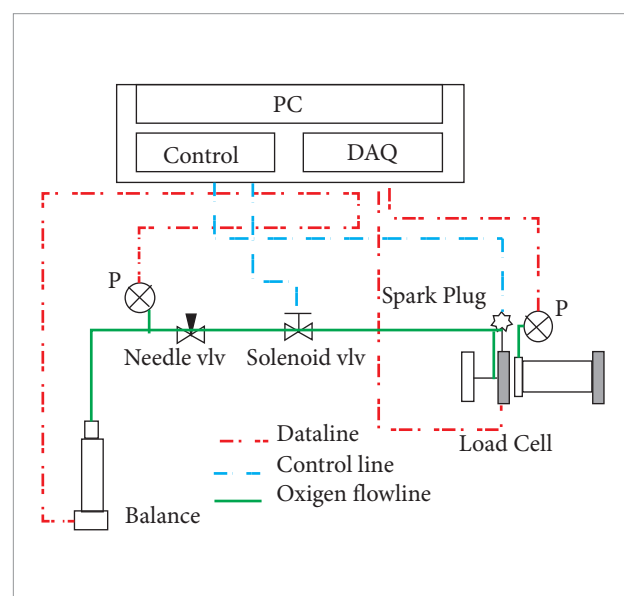 PC
Control
DAQ
P
Spark Plug
P
Needle vlv
Solenoid vlv
Load Cell
Dataline
Control line
Oxigen flowline
Balance